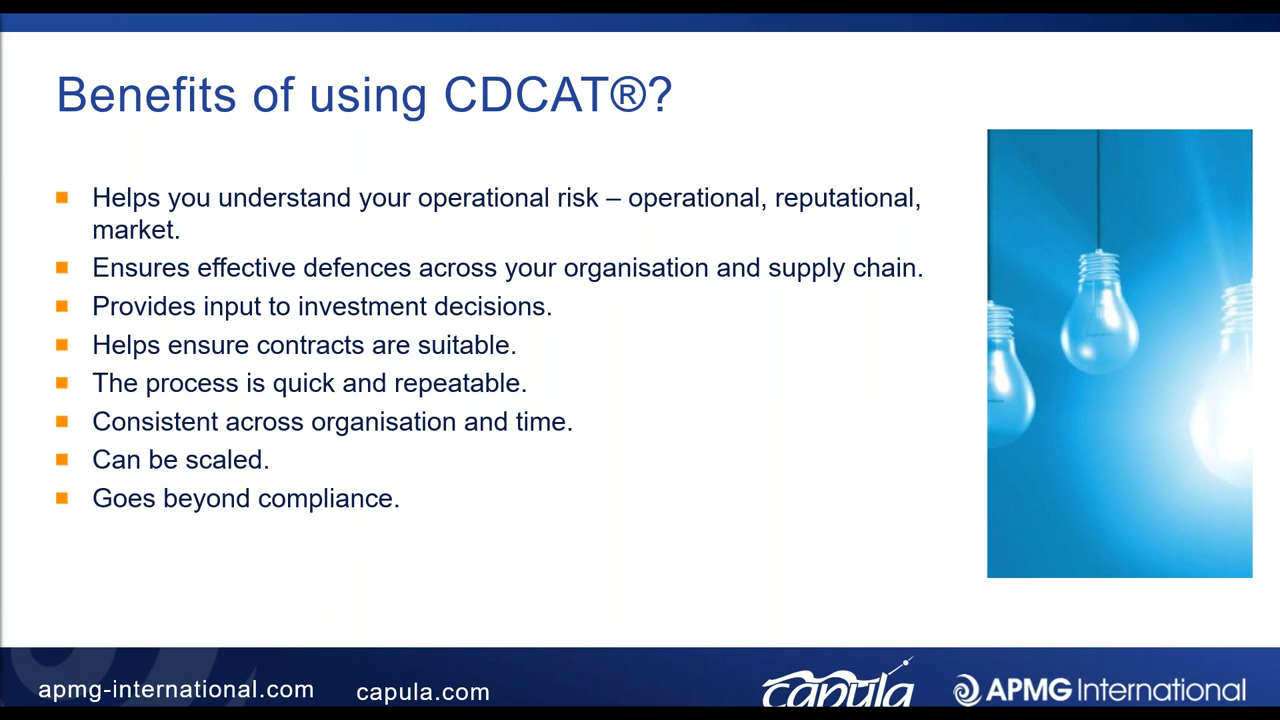 Benefits of using CDCAT®?
Helps you understand your operational risk – operational, reputational,
market.
Ensures effective defences across your organisation and supply chain.
Provides input to investment decisions.
Helps ensure contracts are suitable.
The process is quick and repeatable.
Consistent across organisation and time.
Can be scaled.
Goes beyond compliance.
apmg-international.com
capula.com
capula
APMG International